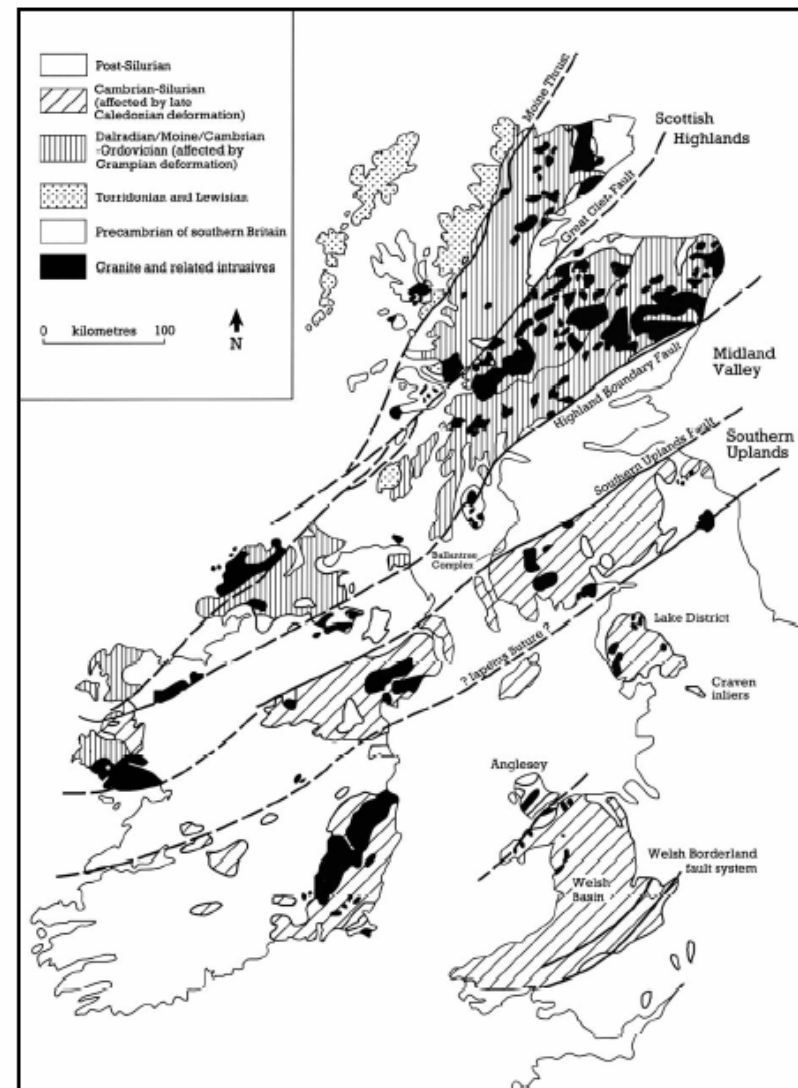 Post-Silurian
Cambrian-Silurian
(affected by late
Caledonian deformation)
Dalradian/Moine/Cambrian
-Ordovician (affected by
Grampian deformation)
Torridonian and Lewisian
Precambrian of southern Britain
Granite and related intrusives
0 kilometres 100
N
Moine Thrust
Scottish
Highlands
Great Glen Fault
Midland
Valley
Highland Boundary Fault
Southern Uplands Fault
Southern
Uplands
Ballantrae
Complex
? Iapetus Suture ?
Lake District
Craven
inliers
Anglesey
Welsh Borderland
fault system
Welsh
Basin